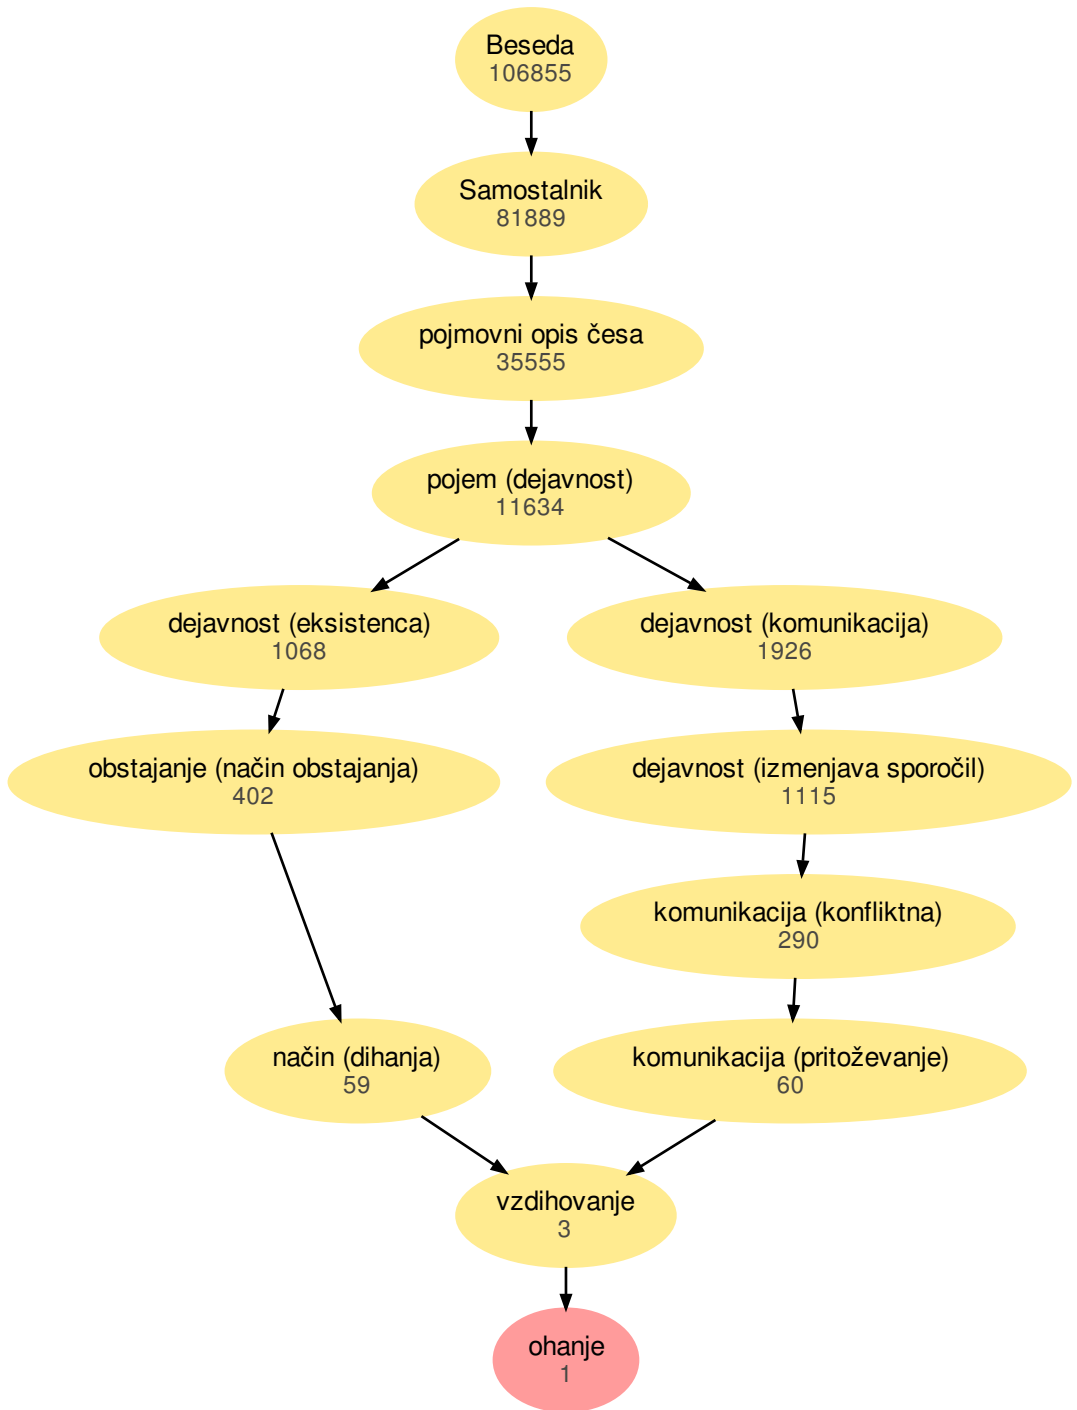 Beseda
106855
Samostalnik
81889
pojmovni opis česa
35555
pojem (dejavnost)
11634
dejavnost (eksistenca)
1068
dejavnost (komunikacija)
1926
obstajanje (način obstajanja)
402
dejavnost (izmenjava sporočil)
1115
komunikacija (konfliktna)
290
način (dihanja)
59
komunikacija (pritoževanje)
60
vzdihovanje
3
ohanje
1